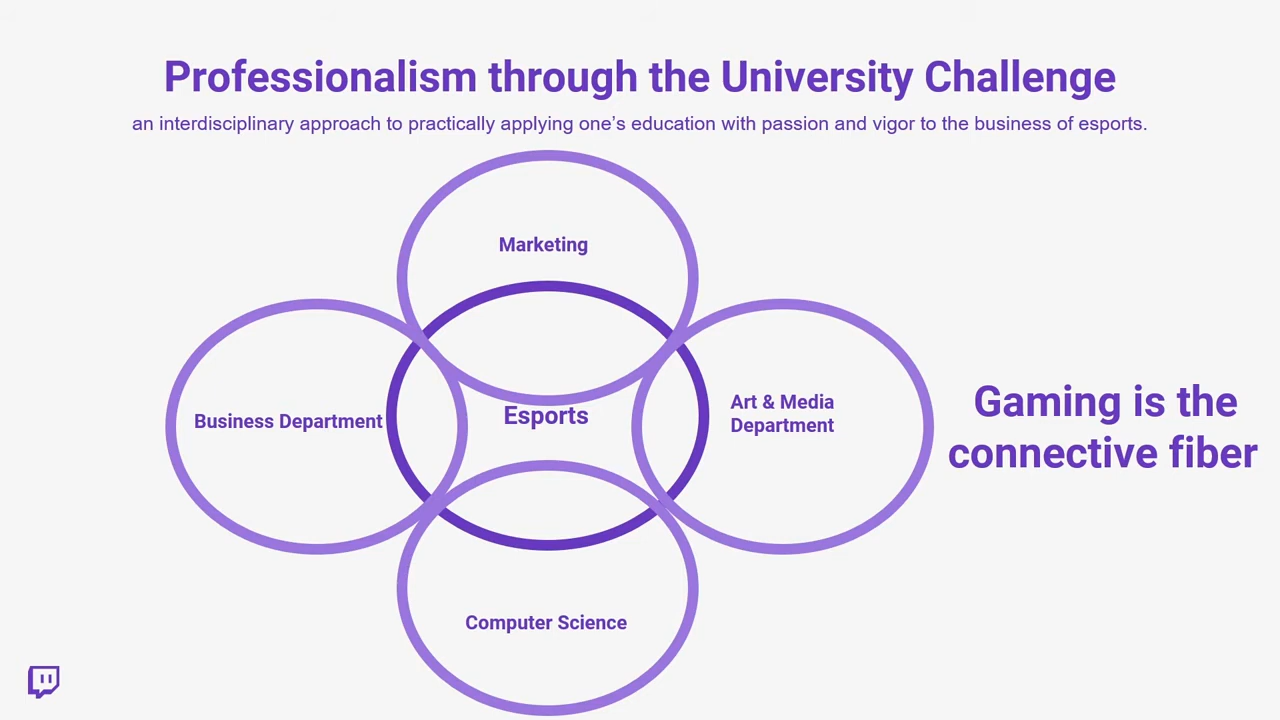 Professionalism through the University Challenge
an interdisciplinary approach to practically applying one’s education with passion and vigor to the business of esports.
Marketing
Business Department
Esports
Art & Media
Department
Gaming is the
connective fiber
Computer Science